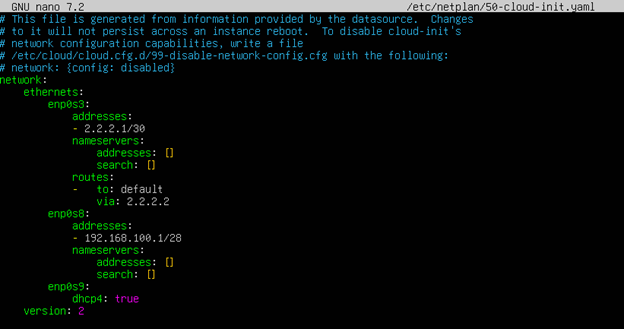 GNU nano 7.2 /etc/netplan/50-cloud-init.yaml
# This file is generated from information provided by the datasource.  Changes
# to it will not persist across an instance reboot.  To disable cloud-init's
# network configuration capabilities, write a file
# /etc/cloud/cloud.cfg.d/99-disable-network-config.cfg with the following:
# network: {config: disabled}
network:
    ethernets:
        enp0s3:
            addresses:
            - 2.2.2.1/30
            nameservers:
                addresses: []
                search: []
            routes:
            -   to: default
                via: 2.2.2.2
        enp0s8:
            addresses:
            - 192.168.100.1/28
            nameservers:
                addresses: []
                search: []
        enp0s9:
            dhcp4: true
    version: 2